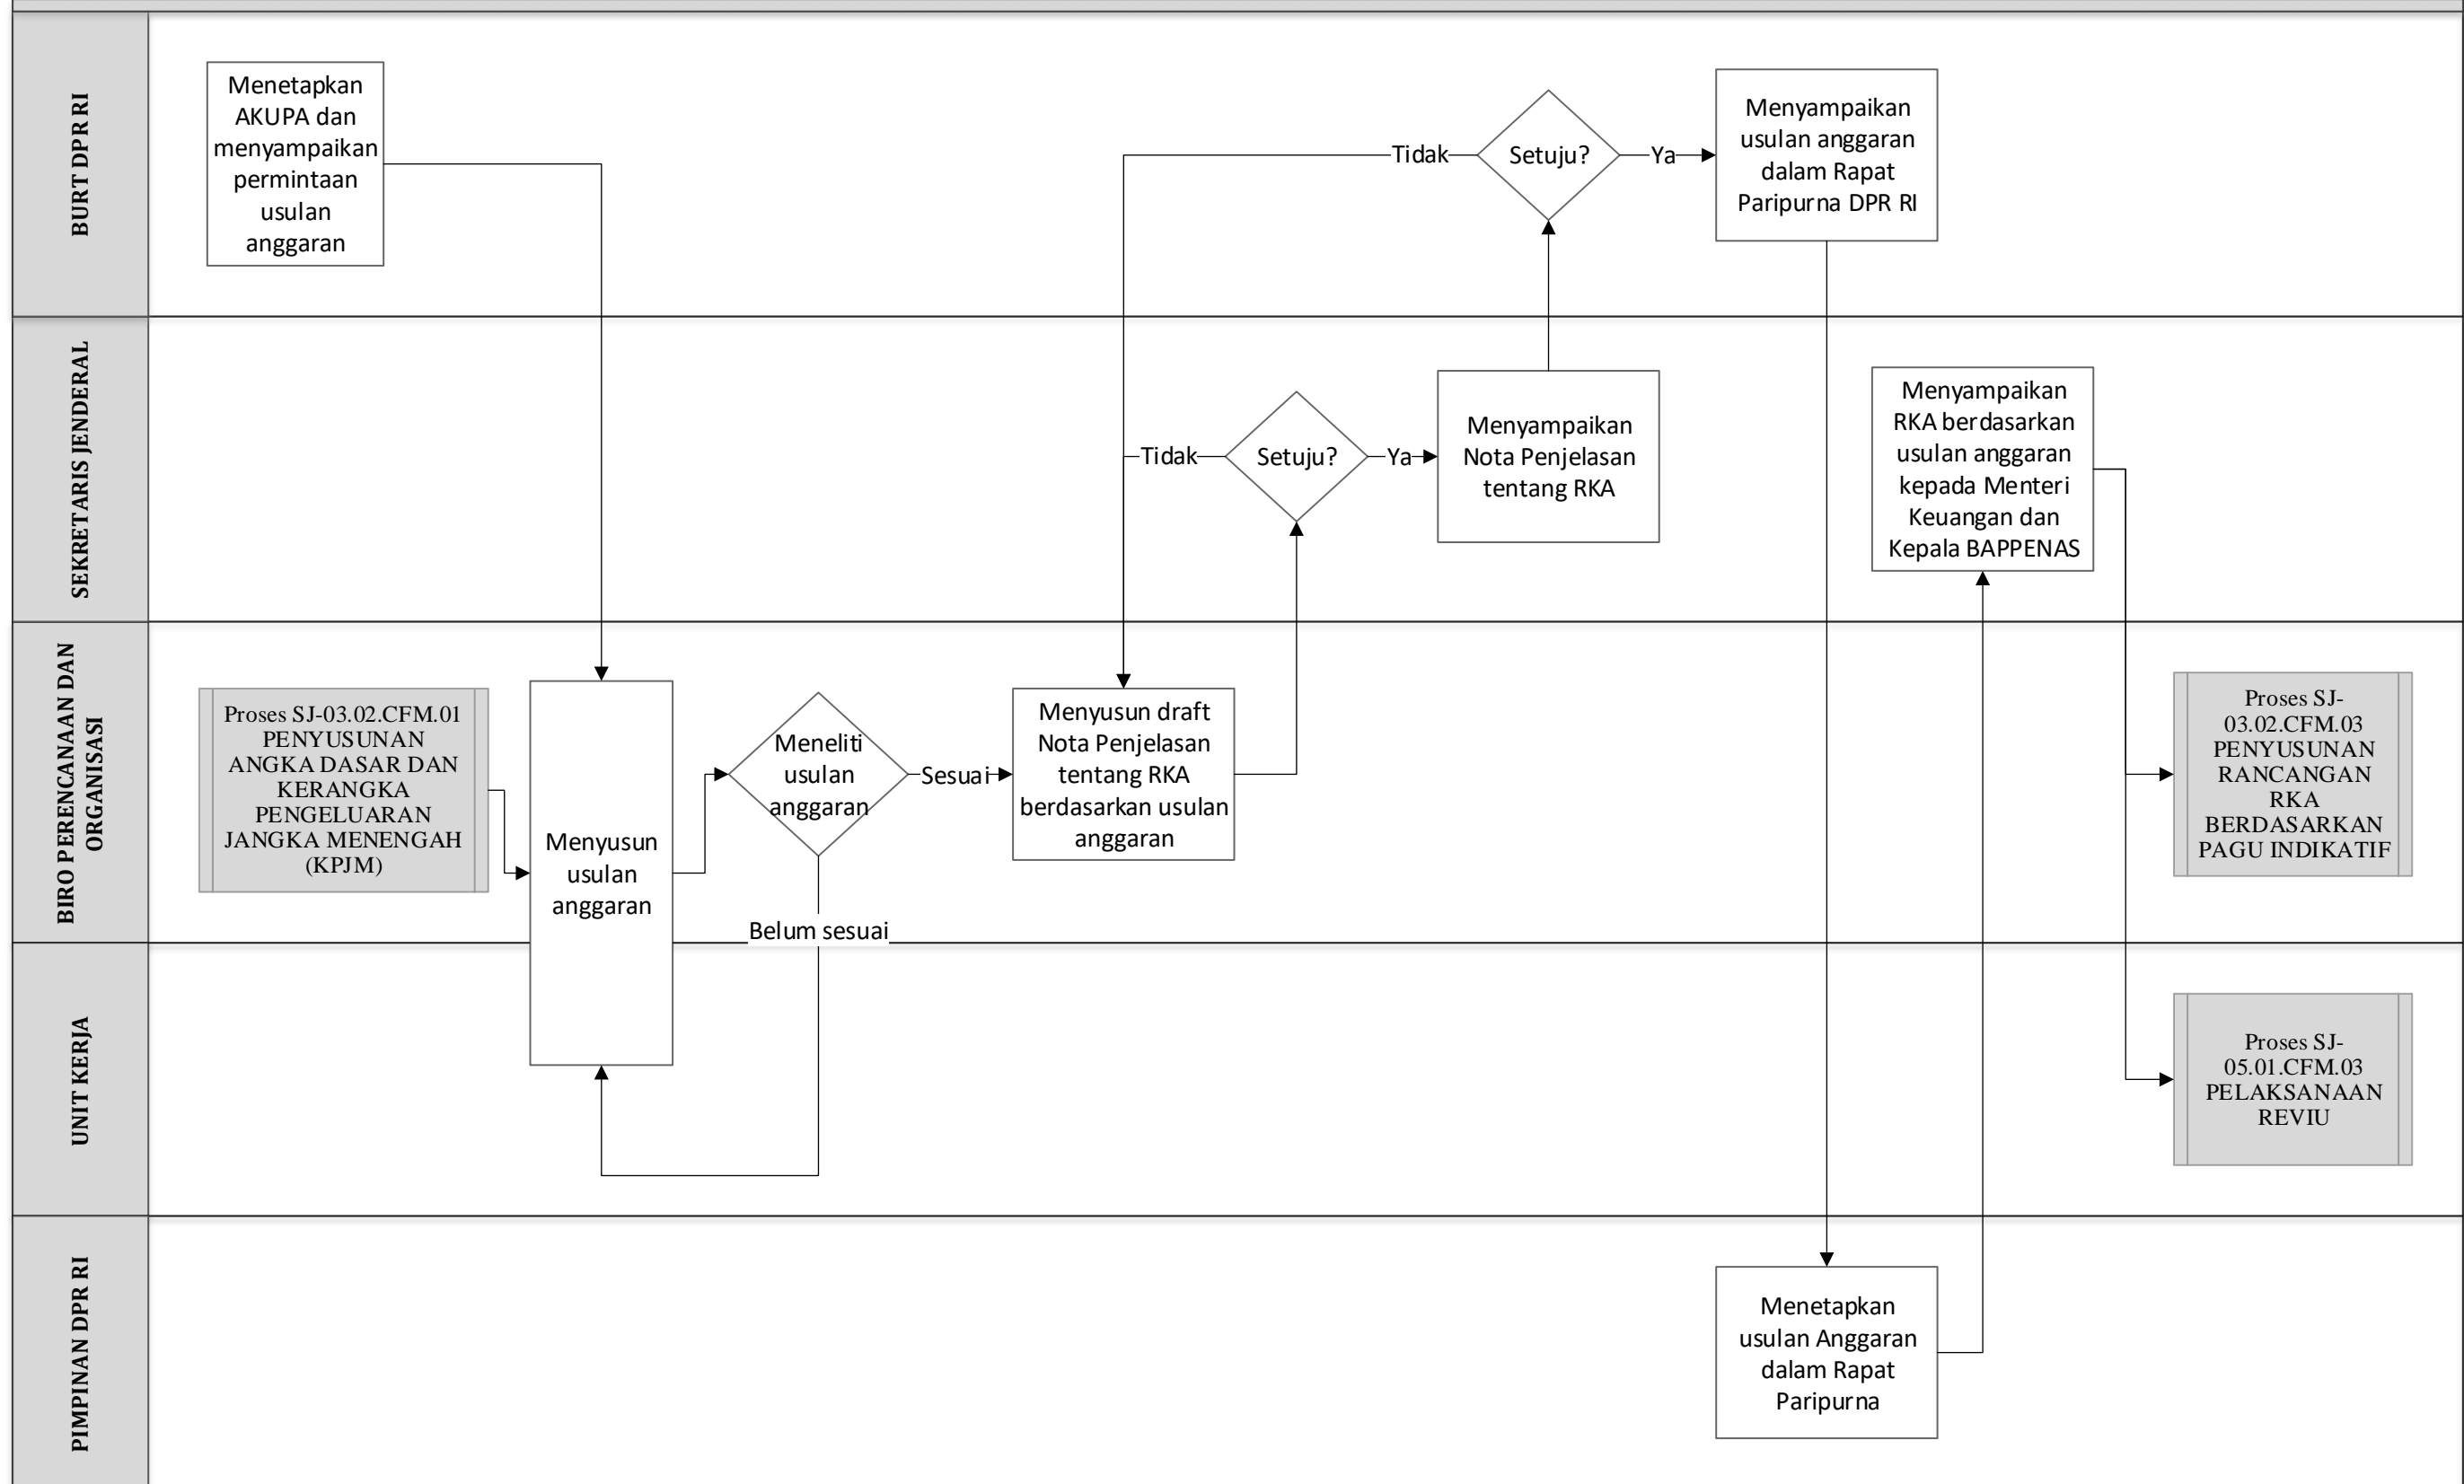 BURT DPR RI
Menetapkan
AKUPA dan
menyampaikan
permintaan
usulan
anggaran
Tidak
Setuju?
Ya
Menyampaikan
usulan anggaran
dalam Rapat
Paripurna DPR RI
SEKRETARIS JENDERAL
Tidak
Setuju?
Ya
Menyampaikan
Nota Penjelasan
tentang RKA
Menyampaikan
RKA berdasarkan
usulan anggaran
kepada Menteri
Keuangan dan
Kepala BAPPENAS
BIRO PERENCANAAN DAN
ORGANISASI
Proses SJ-03.02.CFM.01
PENYUSUNAN
ANGKA DASAR DAN
KERANGKA
PENGELUARAN
JANGKA MENENGAH
(KPJM)
Menyusun
usulan
anggaran
Meneliti
usulan
anggaran
Sesuai
Belum sesuai
Menyusun draft
Nota Penjelasan
tentang RKA
berdasarkan usulan
anggaran
Proses SJ-
03.02.CFM.03
PENYUSUNAN
RANCANGAN
RKA
BERDASARKAN
PAGU INDIKATIF
UNIT KERJA
Proses SJ-
05.01.CFM.03
PELAKSANAAN
REVIU
PIMPINAN DPR RI
Menetapkan
usulan Anggaran
dalam Rapat
Paripurna